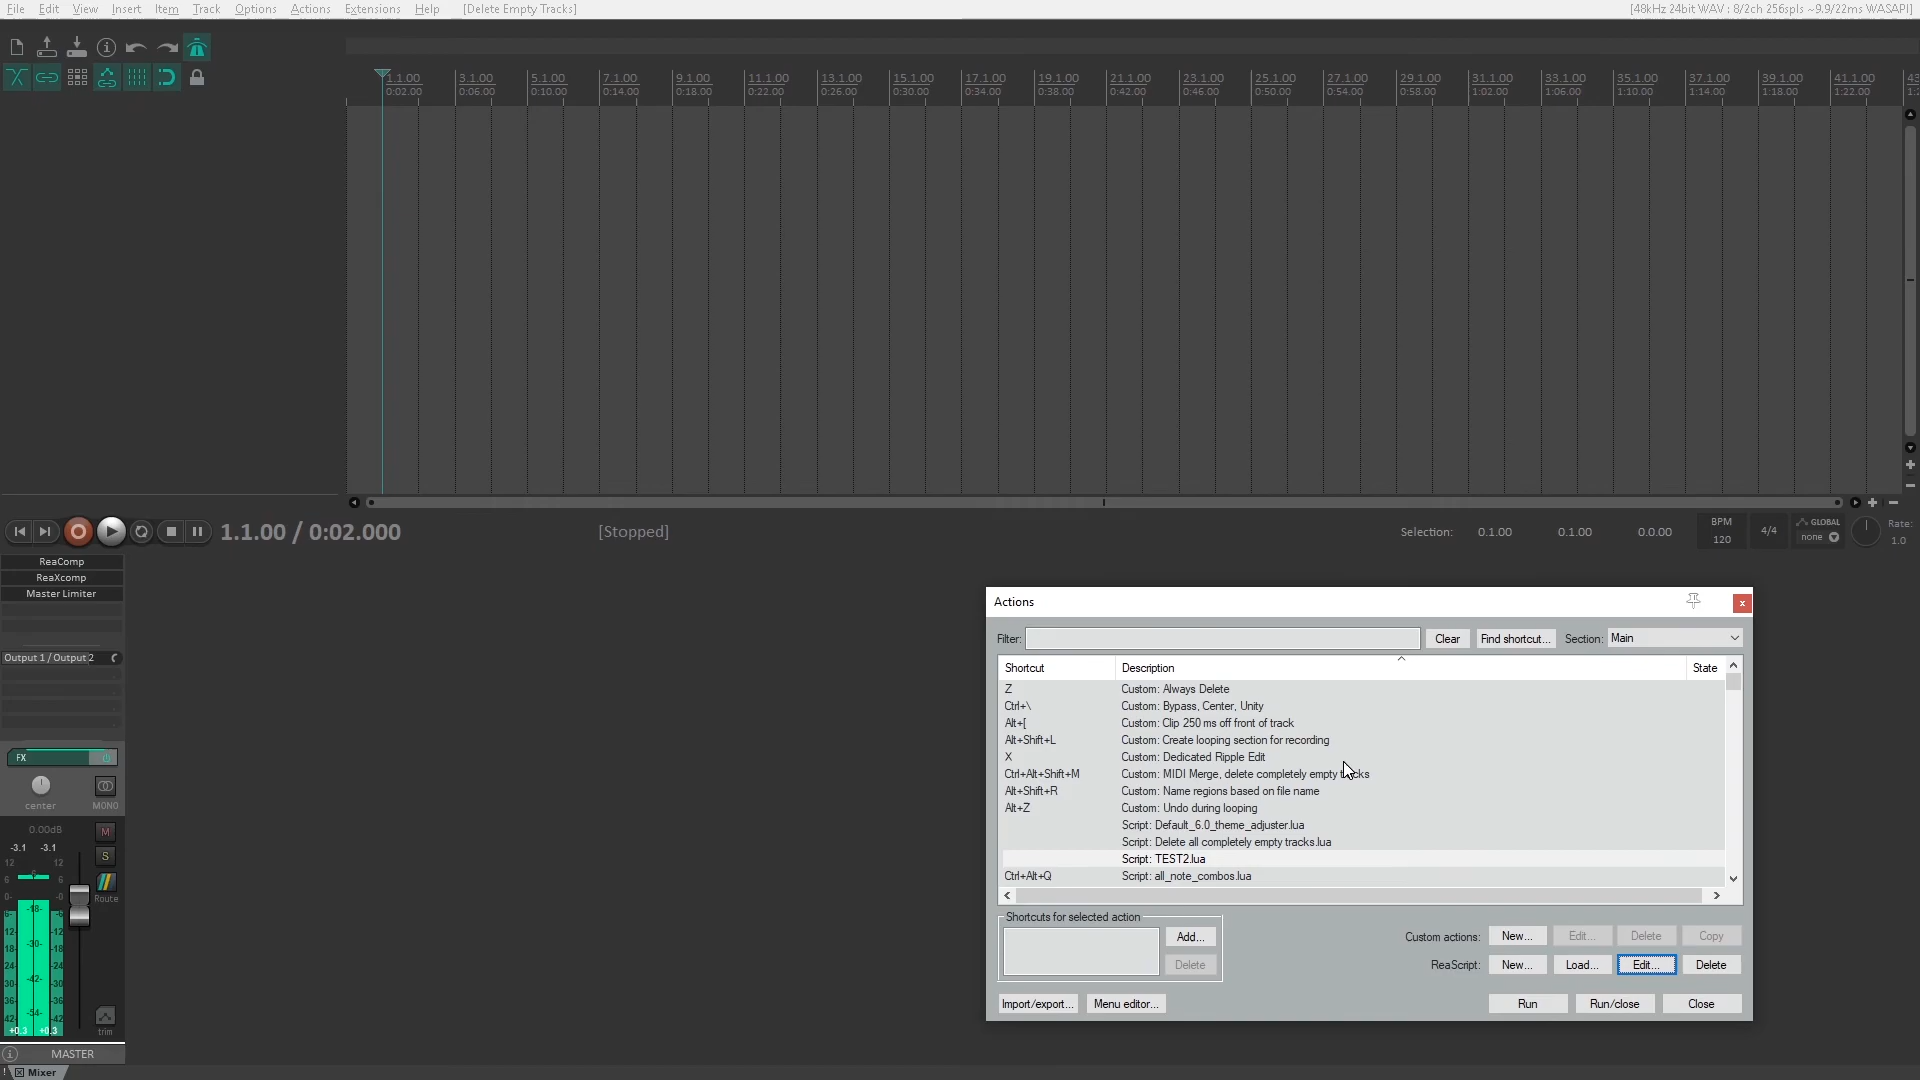 File Edit View Insert Item Track Options Actions Extensions Help [Delete Empty Tracks] [48kHz 24bit WAV : 8/2ch 256spls ~9.9/22ms WASAPI]
1.1.00 3.1.00 5.1.00 7.1.00 9.1.00 11.1.00 13.1.00 15.1.00 17.1.00 19.1.00 21.1.00 23.1.00 25.1.00 27.1.00 29.1.00 31.1.00 33.1.00 35.1.00 37.1.00 39.1.00 41.1.00
0:02.00 0:06.00 0:10.00 0:14.00 0:18.00 0:22.00 0:26.00 0:30.00 0:34.00 0:38.00 0:42.00 0:46.00 0:50.00 0:54.00 0:58.00 1:02.00 1:06.00 1:10.00 1:14.00 1:18.00 1:22.00
1.1.00 / 0:02.000 [Stopped] Selection: 0.1.00 0.1.00 0.0.00 BPM 120 4/4 GLOBAL none Rate: 1.0
ReaComp
ReaXcomp
Master Limiter
Output 1 / Output 2
FX
center MONO
0.00dB M
-3.1 -3.1
S
Route
-18-
-30-
-42-
-54-
+0.3 +0.3 trim
MASTER
Mixer
Actions
Filter: Clear Find shortcut... Section: Main
Shortcut Description State
Z Custom: Always Delete
Ctrl+\ Custom: Bypass, Center, Unity
Alt+[ Custom: Clip 250 ms off front of track
Alt+Shift+L Custom: Create looping section for recording
X Custom: Dedicated Ripple Edit
Ctrl+Alt+Shift+M Custom: MIDI Merge, delete completely empty
Alt+Shift+R Custom: Name regions based on file name
Alt+Z Custom: Undo during looping
Script: Default_6.0_theme_adjuster.lua
Script: Delete all completely empty tracks.lua
Script: TEST2.lua
Ctrl+Alt+Q Script: all_note_combos.lua
Shortcuts for selected action
Add...
Delete
Custom actions: New... Edit... Delete Copy
ReaScript: New... Load... Edit... Delete
Import/export... Menu editor... Run Run/close Close